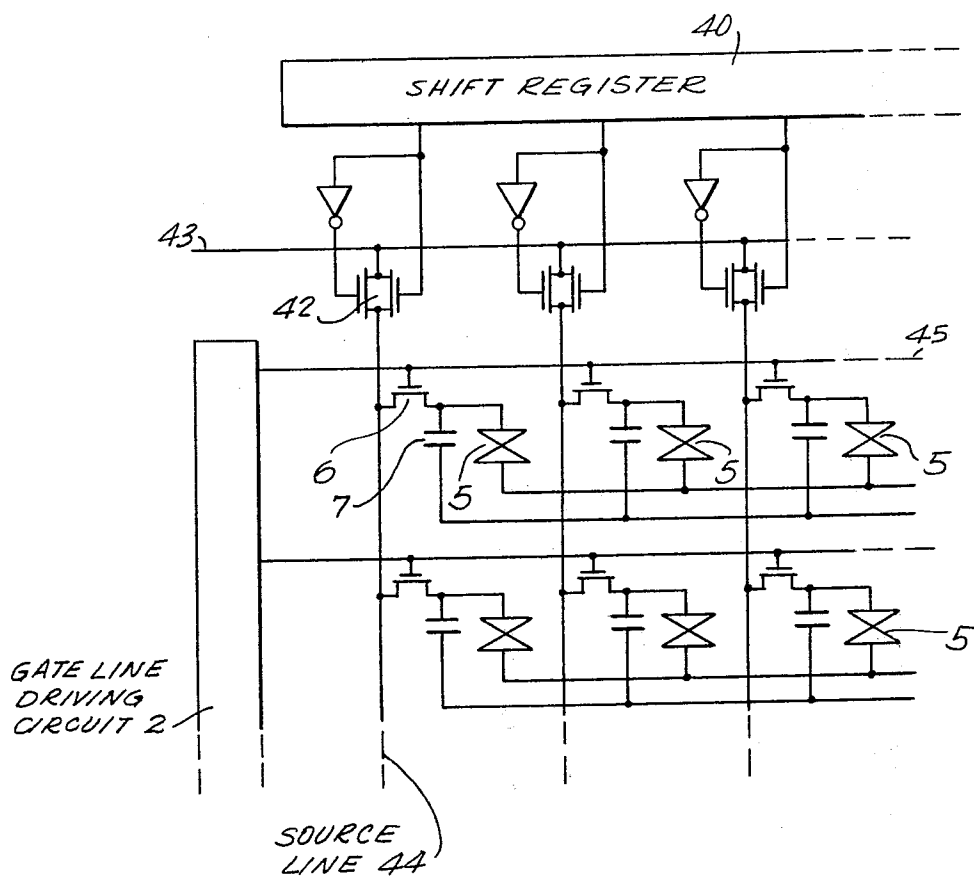 40
SHIFT REGISTER
43
42
45
6
7
5
5
5
5
GATE LINE
DRIVING
CIRCUIT 2
SOURCE
LINE 44